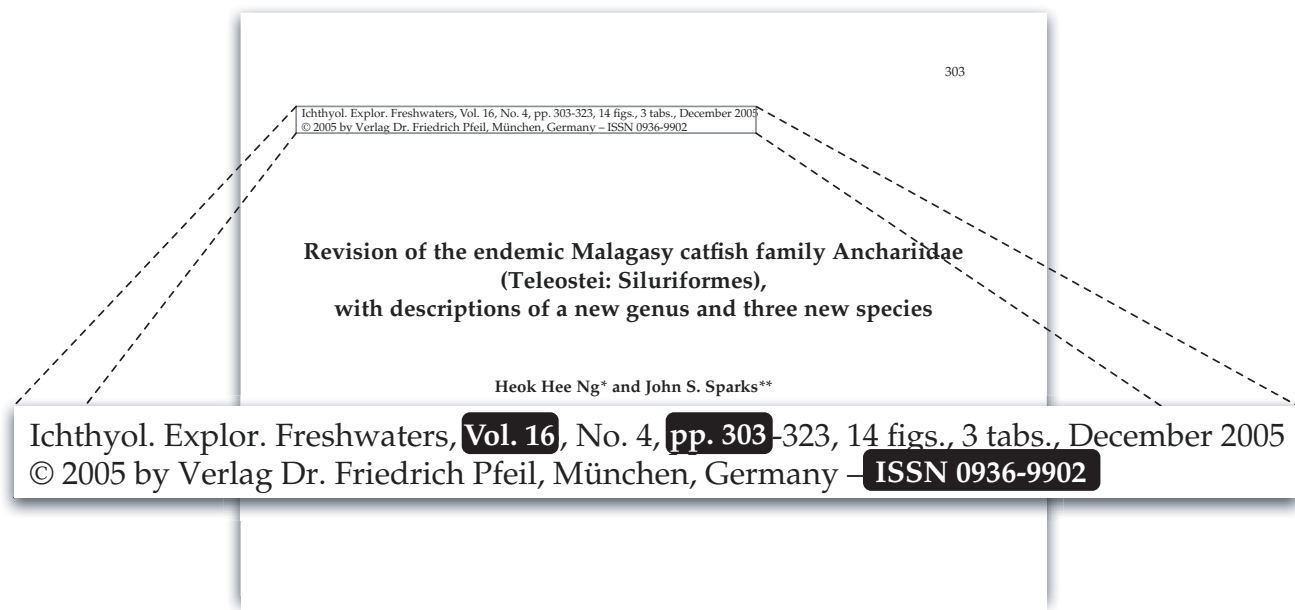 303
Ichthyol. Explor. Freshwaters, Vol. 16, No. 4, pp. 303-323, 14 figs., 3 tabs., December 2005
© 2005 by Verlag Dr. Friedrich Pfeil, München, Germany – ISSN 0936-9902
Revision of the endemic Malagasy catfish family Anchariidae
(Teleostei: Siluriformes),
with descriptions of a new genus and three new species
Heok Hee Ng* and John S. Sparks**
Ichthyol. Explor. Freshwaters, Vol. 16, No. 4, pp. 303-323, 14 figs., 3 tabs., December 2005
© 2005 by Verlag Dr. Friedrich Pfeil, München, Germany – ISSN 0936-9902